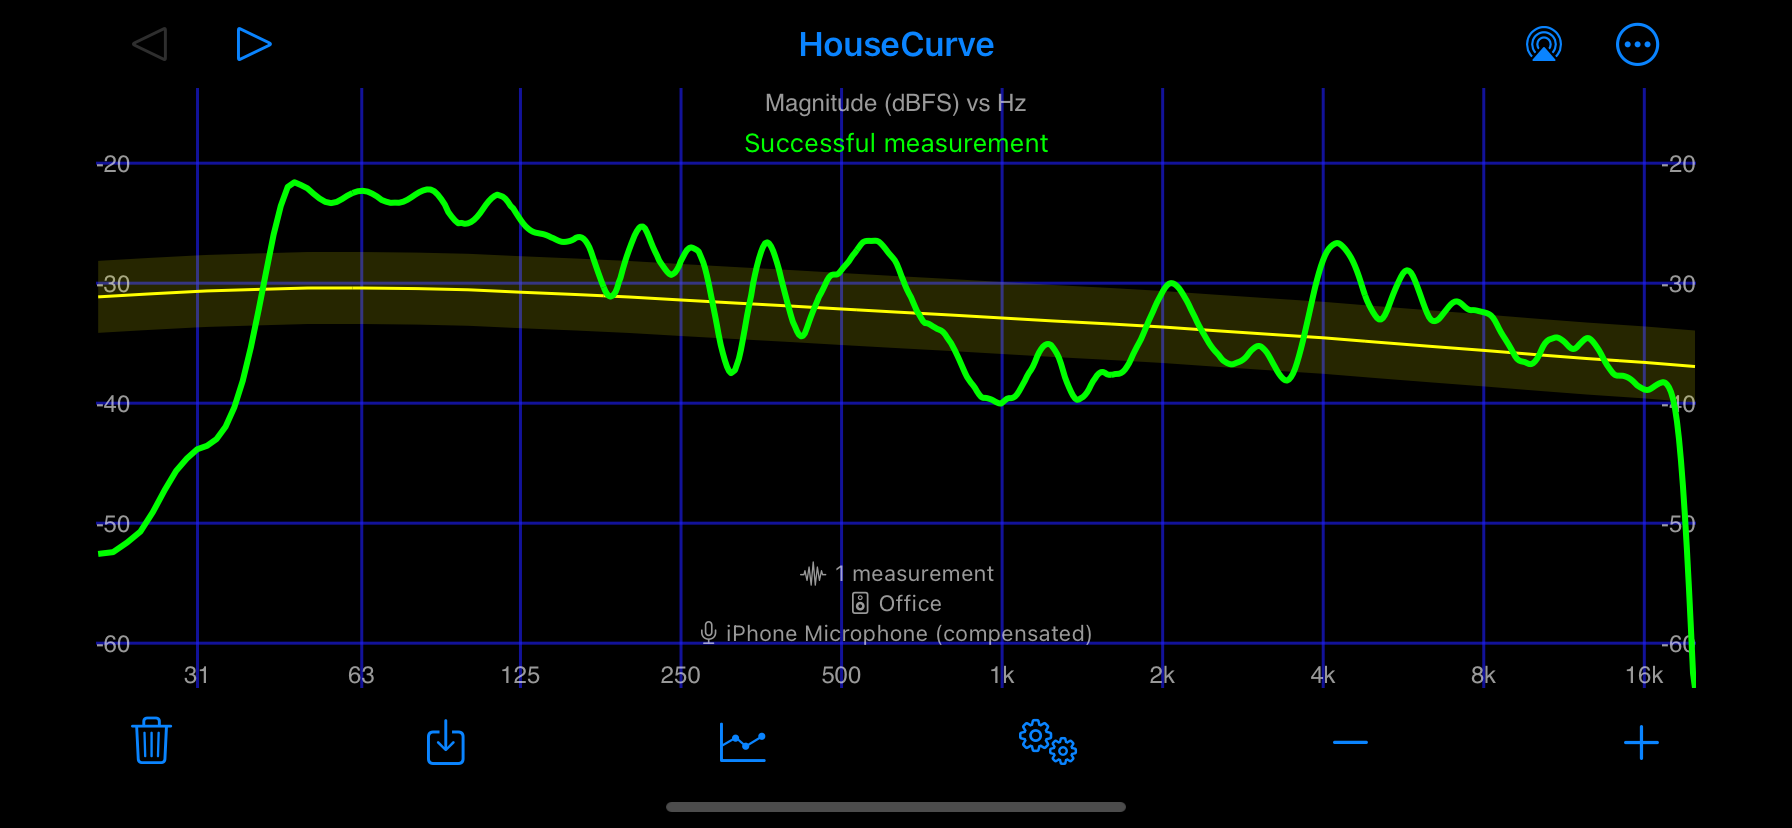 HouseCurve
Magnitude (dBFS) vs Hz
Successful measurement
-20 -20
-30 -30
-40 -40
-50 -50
1 measurement
Office
iPhone Microphone (compensated)
-60 -60
31 63 125 250 500 1k 2k 4k 8k 16k